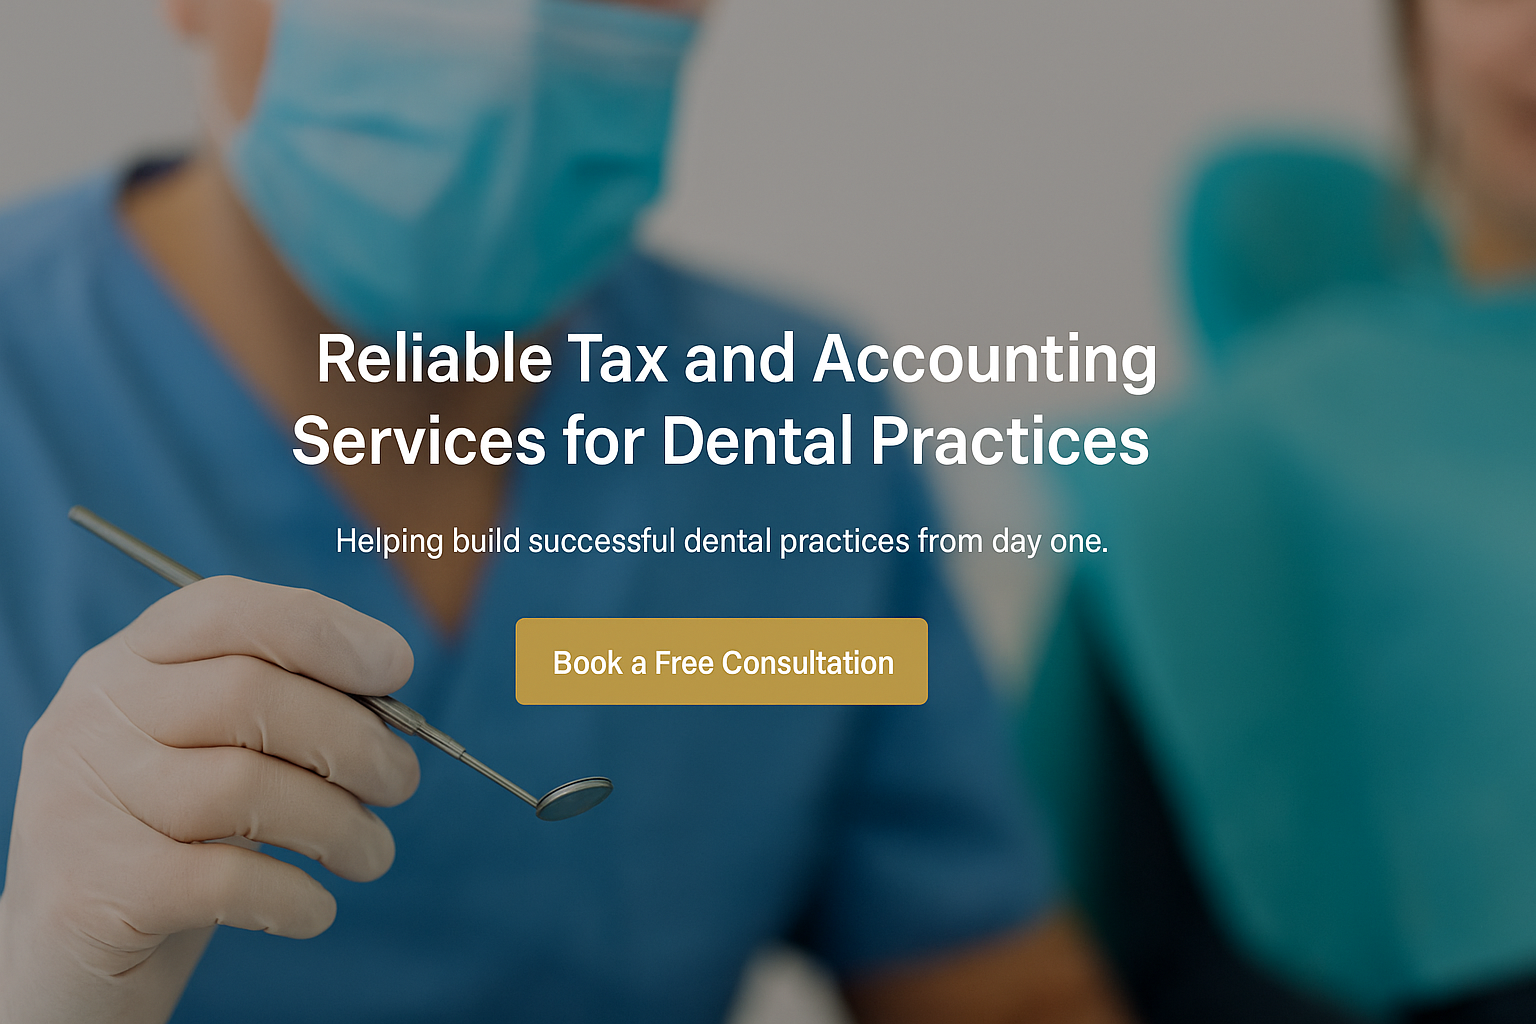 Reliable Tax and Accounting
Services for Dental Practices
Helping build successful dental practices from day one.
Book a Free Consultation